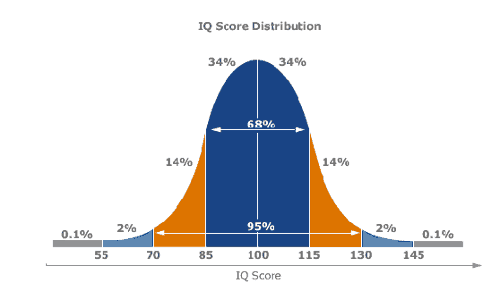 IQ Score Distribution
34% 34%
68%
14% 14%
95%
2% 2%
0.1% 0.1%
55 70 85 100 115 130 145
IQ Score